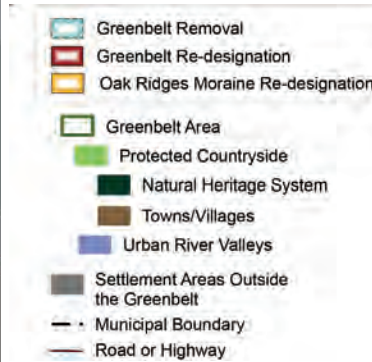 Greenbelt Removal
Greenbelt Re-designation
Oak Ridges Moraine Re-designation
Greenbelt Area
Protected Countryside
Natural Heritage System
Towns/Villages
Urban River Valleys
Settlement Areas Outside
the Greenbelt
Municipal Boundary
Road or Highway